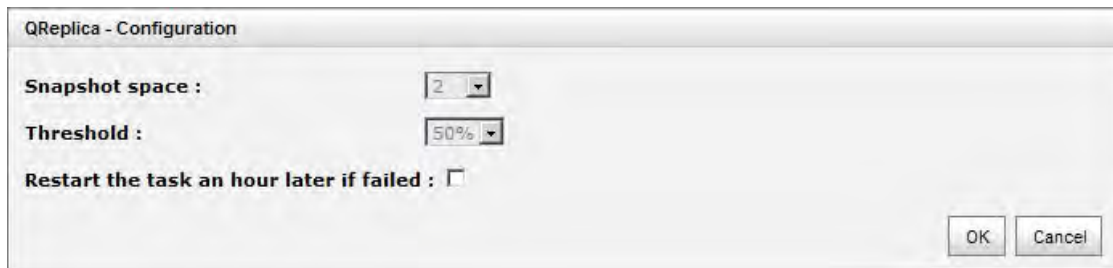 QReplica - Configuration
Snapshot space : 2
Threshold : 50%
Restart the task an hour later if failed :
OK Cancel